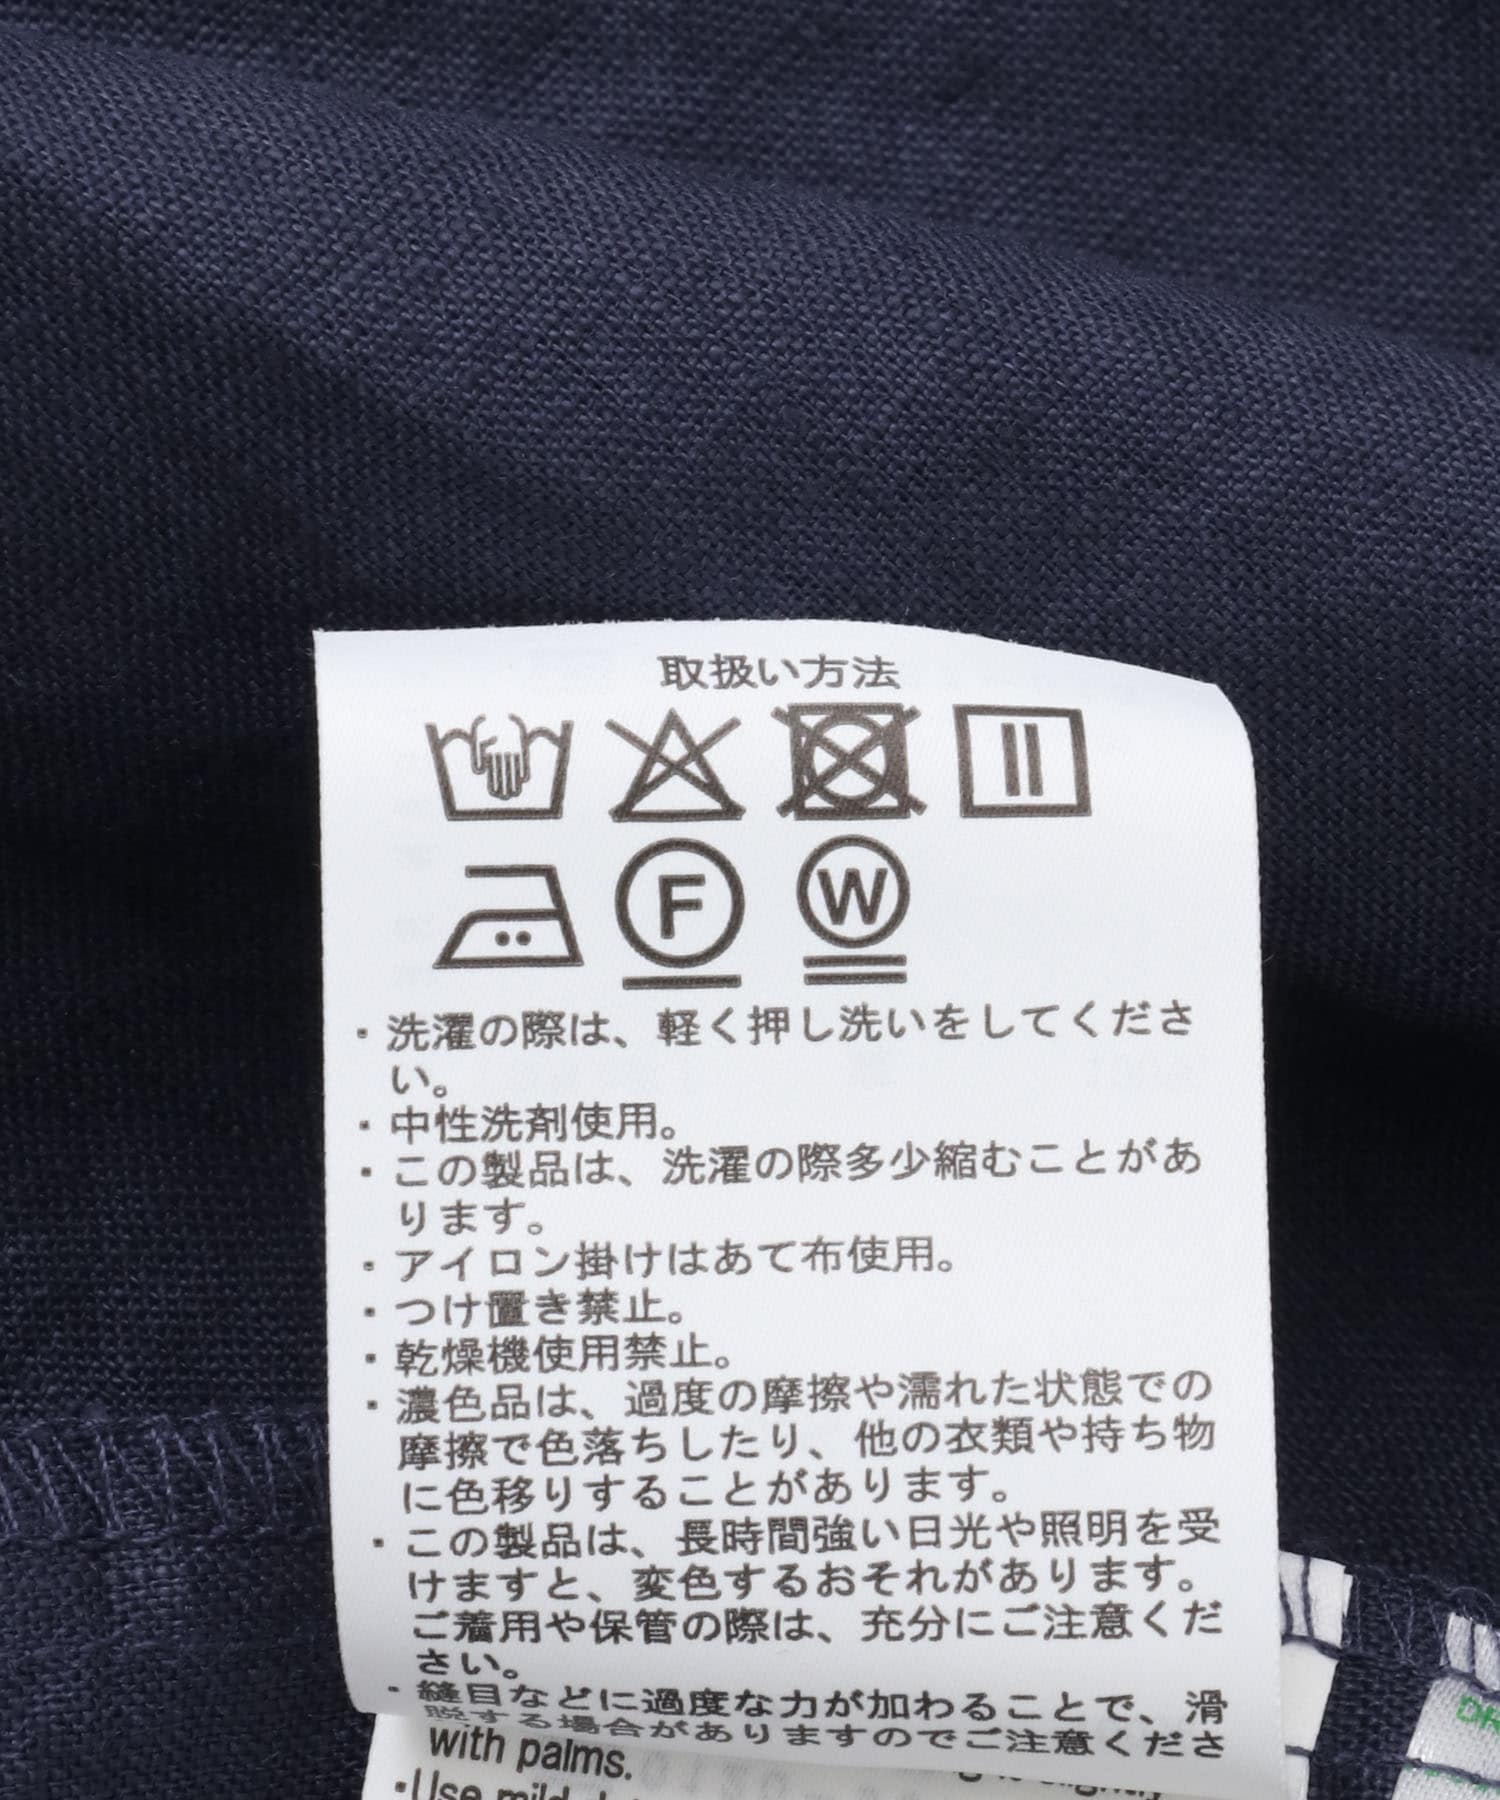 取扱い方法
F W
・洗濯の際は、軽く押し洗いをしてくださ
い。
・中性洗剤使用。
・この製品は、洗濯の際多少縮むことがあ
ります。
・アイロン掛けはあて布使用。
・つけ置き禁止。
・乾燥機使用禁止。
・濃色品は、過度の摩擦や濡れた状態での
摩擦で色落ちしたり、他の衣類や持ち物
に色移りすることがあります。
・この製品は、長時間強い日光や照明を受
けますと、変色するおそれがあります。
ご着用や保管の際は、充分にご注意くだ
さい。
・縫目などに過度な力が加わることで、滑
脱する場合がありますのでご注意くださ
with palms. slightly
・Use mild
DR